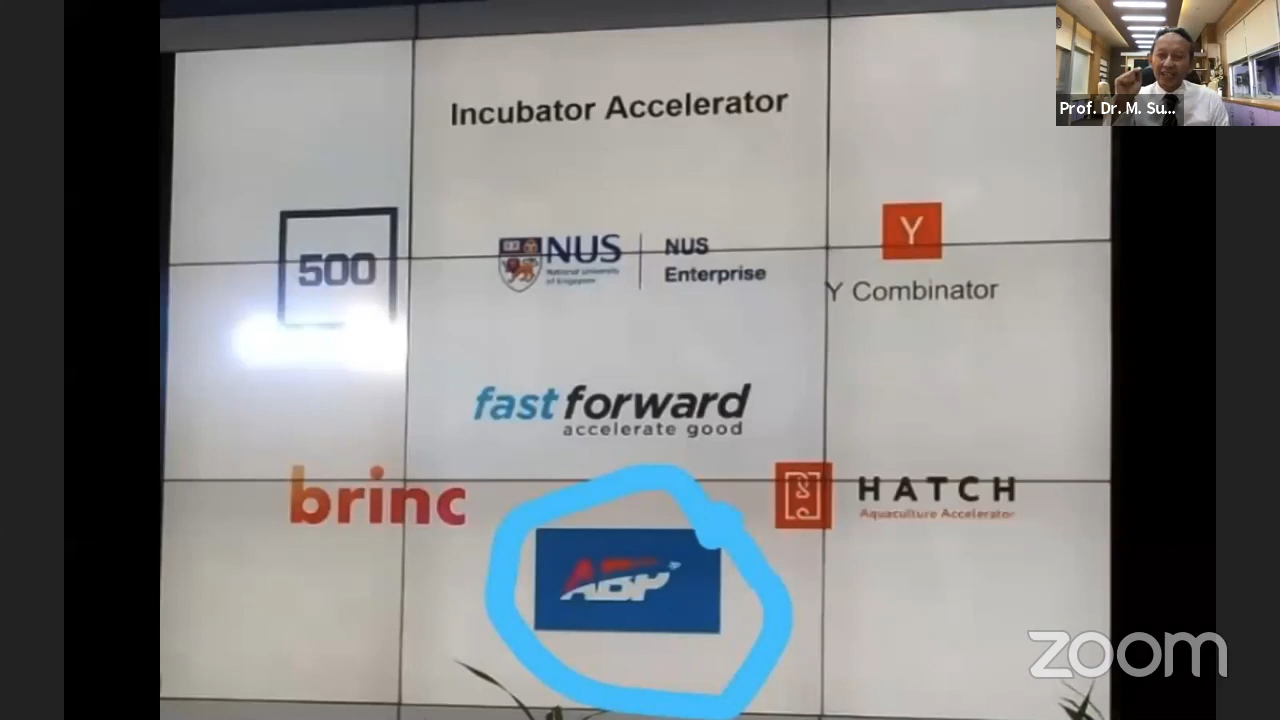 Prof. Dr. M. Su...
Incubator Accelerator
500
NUS
National University
of Singapore
NUS
Enterprise
Y
Y Combinator
fast forward
accelerate good
brinc
HATCH
Aquaculture Accelerator
ABP
zoom